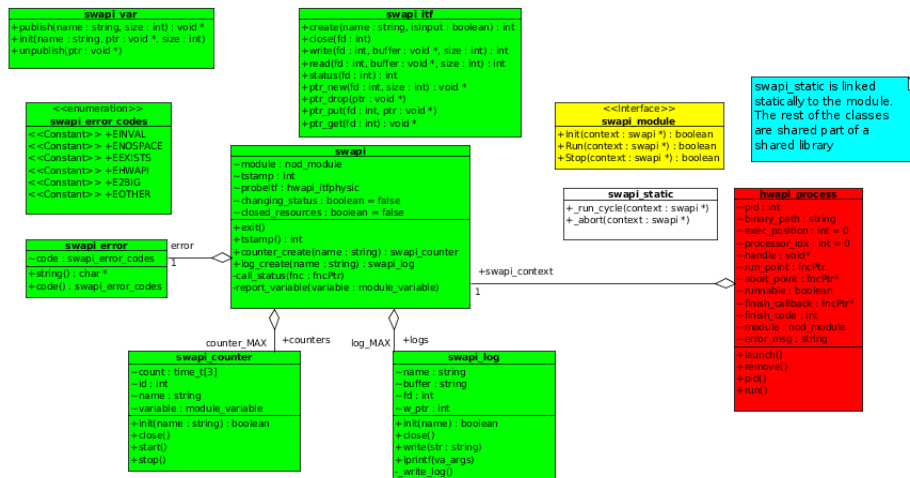 swapi_var
+publish(name : string, size : int) : void *
+init(name : string, ptr : void *, size : int)
+unpublish(ptr : void *)
swapi_itf
+create(name : string, isinput : boolean) : int
+close(fd : int)
+write(fd : int, buffer : void *, size : int) : int
+read(fd : int, buffer : void *, size : int) : int
+status(fd : int) : int
+ptr_new(fd : int, size : int) : void *
+ptr_drop(ptr : void *)
+ptr_put(fd : int, ptr : void *)
+ptr_get(fd : int) : void *
<<enumeration>>
swapi_error_codes
<<Constant>> +EINVAL
<<Constant>> +ENOSPACE
<<Constant>> +EEXISTS
<<Constant>> +EHWAPI
<<Constant>> +E2BIG
<<Constant>> +EOTHER
<<Interface>>
swapi_module
+Init(context : swapi *) : boolean
+Run(context : swapi *) : boolean
+Stop(context : swapi *) : boolean
swapi_static is linked
statically to the module.
The rest of the classes
are shared part of a
shared library
swapi
~module : nod_module
~tstamp : int
~probeItf : hwapi_itfphysic
~changing_status : boolean = false
~closed_resources : boolean = false
+exit()
+tstamp() : int
+counter_create(name : string) : swapi_counter
+log_create(name : string) : swapi_log
-call_status(fnc : fncPtr)
-report_variable(variable : module_variable)
swapi_static
+_run_cycle(context : swapi *)
+_abort(context : swapi *)
hwapi_process
~pid : int
~binary_path : string
~exec_position : int = 0
~processor_idx : int = 0
~handle : void*
~run_point : fncPtr
~abort_point : fncPtr*
~runnable : boolean
~finish_callback : fncPtr*
~finish_code : int
~module : nod_module
~error_msg : string
+launch()
+remove()
+pid()
+run()
swapi_error
~code : swapi_error_codes
+string() : char *
+code() : swapi_error_codes
error
1
+swapi_context
1
counter_MAX
+counters
log_MAX
+logs
swapi_counter
~count : time_t[3]
~id : int
~name : string
~variable : module_variable
+init(name : string) : boolean
+close()
+start()
+stop()
swapi_log
~name : string
~buffer : string
~fd : int
~w_ptr : int
+init(name) : boolean
+close()
+write(str : string)
+lprintf(va_args)
-_write_log()